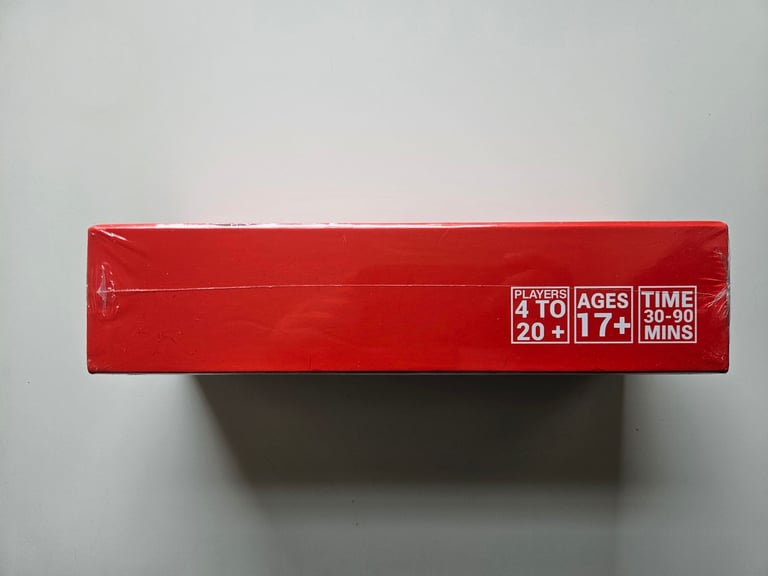 PLAYERS
4 TO
20 +
AGES
17+
TIME
30-90
MINS